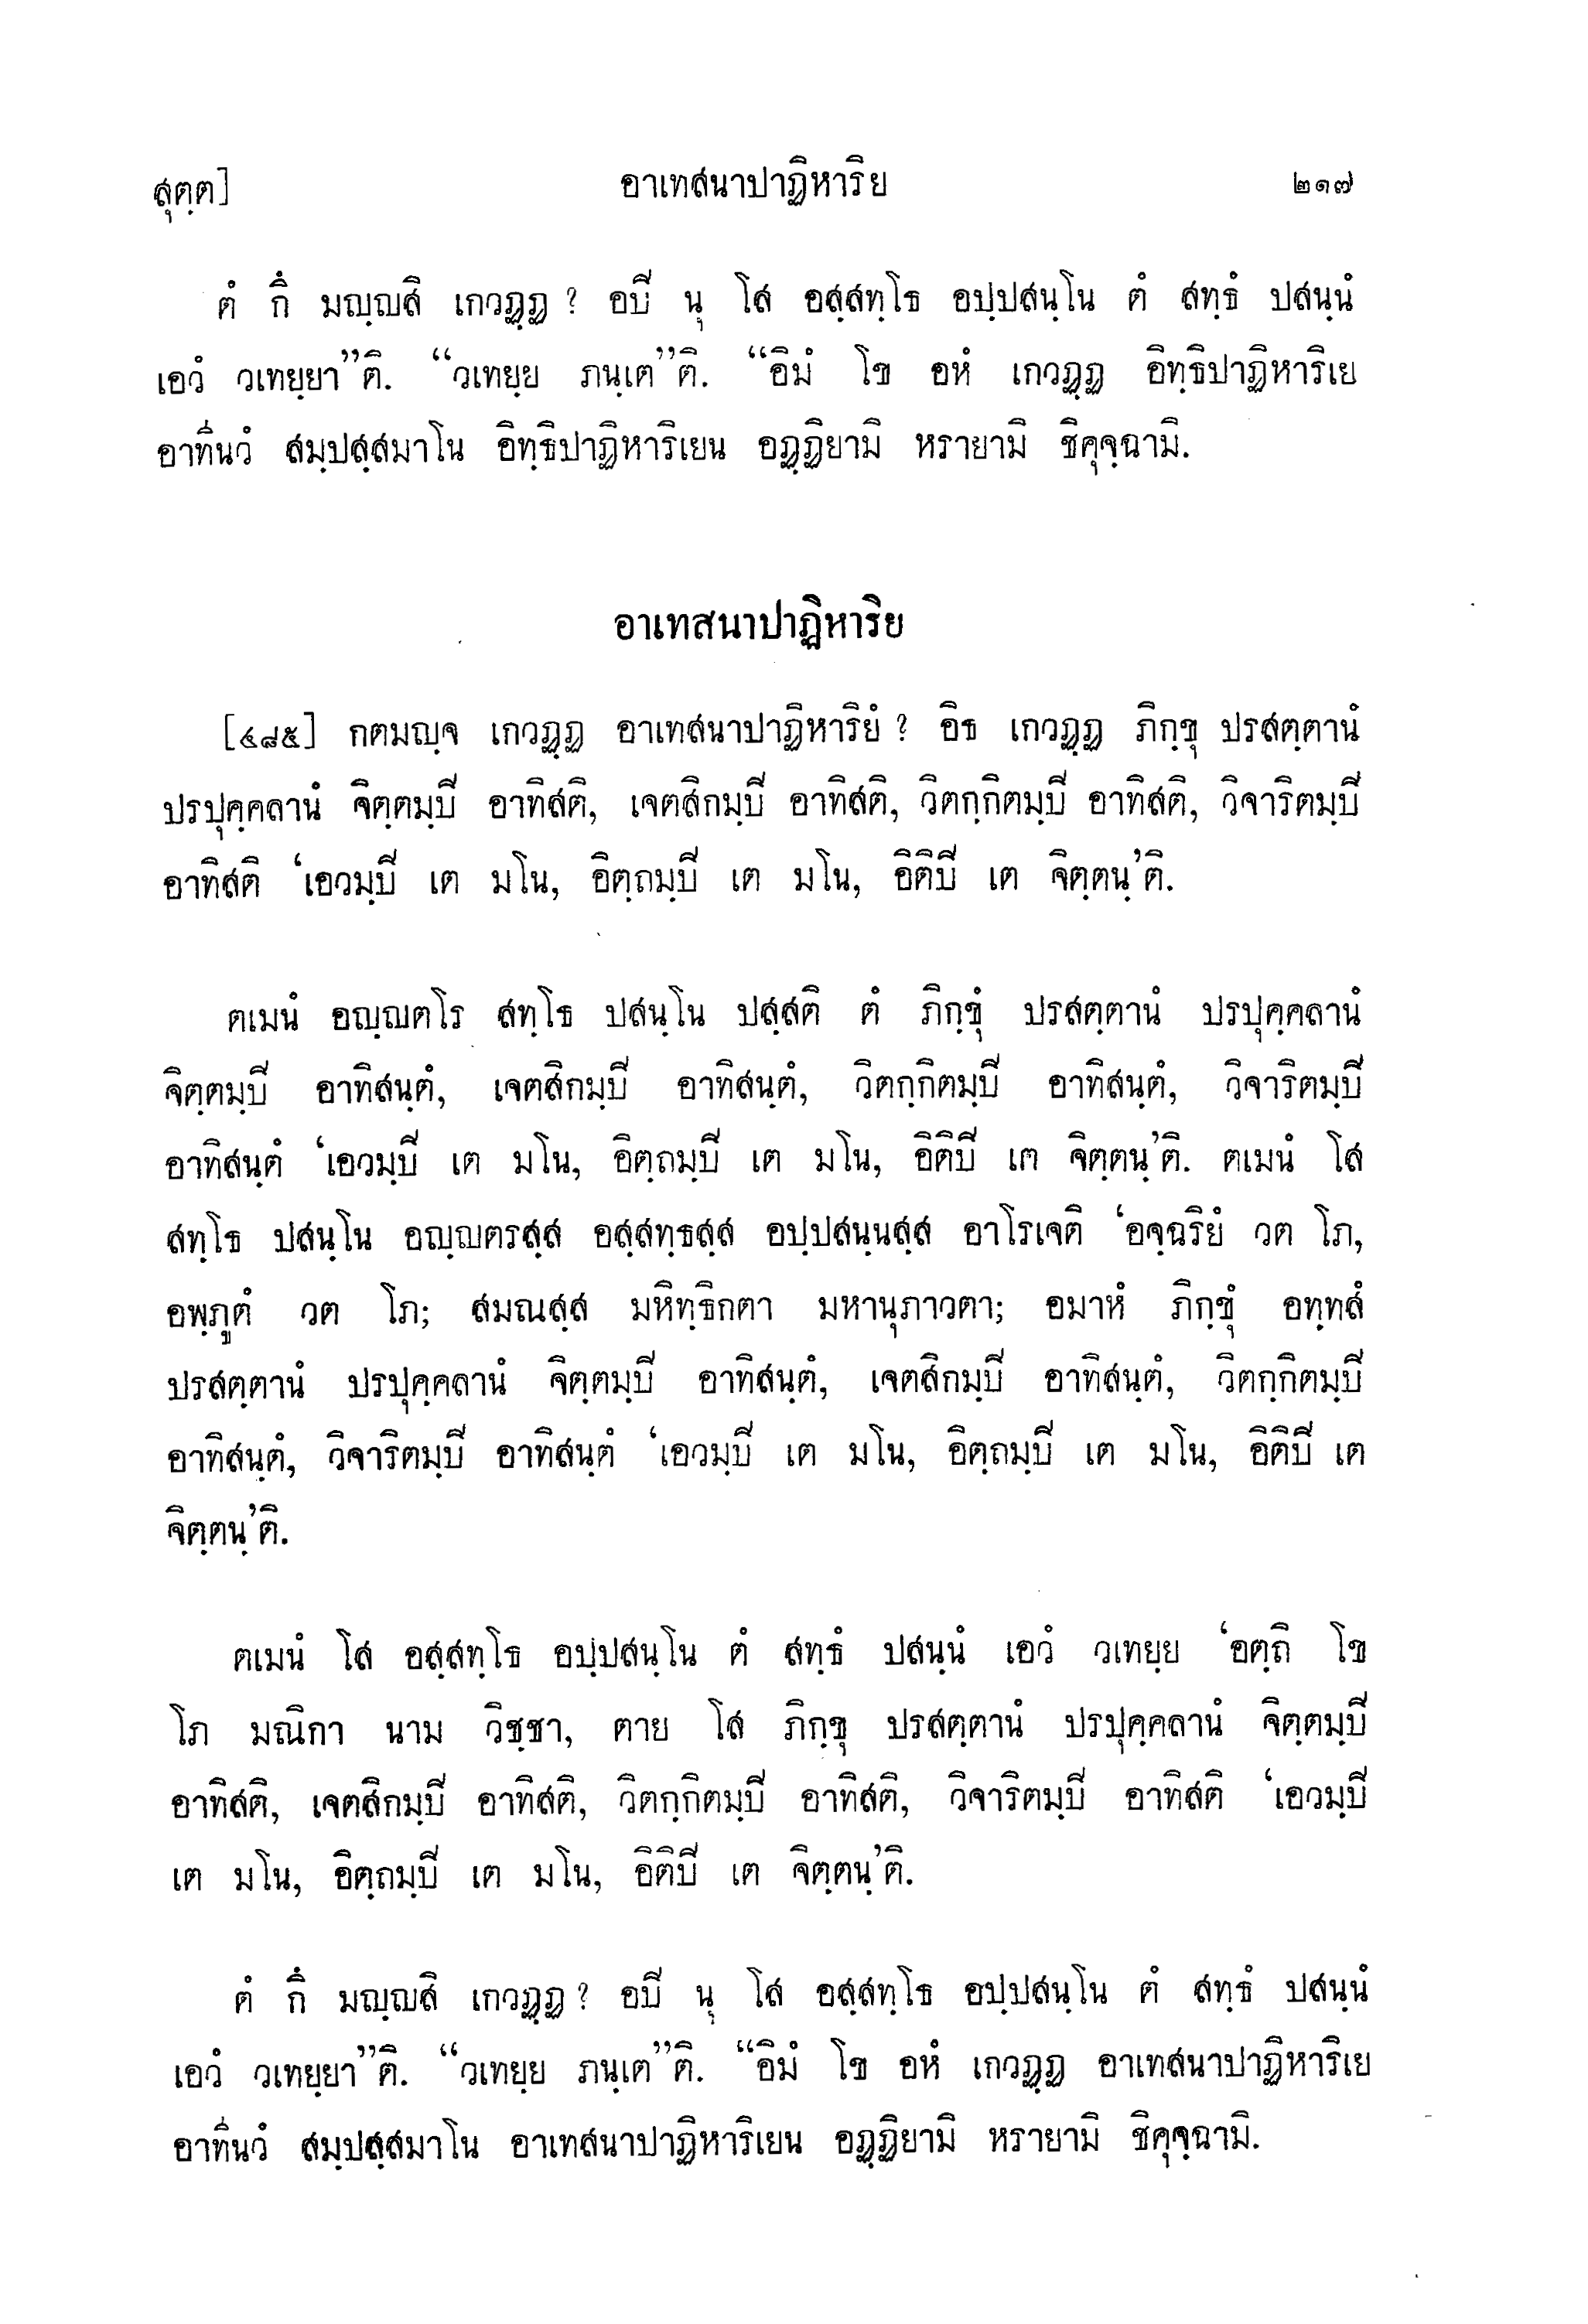 สุตฺต] อาเทสนาปาฏิหาริย ๒๑๗
ตํ กึ มญฺญสิ เกวฏฺฏ ? อปิ นุ โส อสฺสทฺโธ อปฺปสนฺโน ตํ สทฺธํ ปสนฺนํ
เอวํ วเทยฺยา”ติ. “วเทยฺย ภนฺเต”ติ. “อิมํ โข อหํ เกวฏฺฏ อิทฺธิปาฏิหาริเย
อาทีนวํ สมฺปสฺสมาโน อิทฺธิปาฏิหาริเยน อฏฺฏิยามิ หรายามิ ชิคุจฺฉามิ.
อาเทสนาปาฏิหาริย
[๔๘๕] กตมญฺจ เกวฏฺฏ อาเทสนาปาฏิหาริยํ ? อิธ เกวฏฺฏ ภิกฺขุ ปรสตฺตานํ
ปรปุคฺคลานํ จิตฺตมฺปิ อาทิสติ, เจตสิกมฺปิ อาทิสติ, วิตกฺกิตมฺปิ อาทิสติ, วิจาริตมฺปิ
อาทิสติ ‘เอวมฺปิ เต มโน, อิตฺถมฺปิ เต มโน, อิติปิ เต จิตฺตนฺ’ติ.
ตเมนํ อญฺญตโร สทฺโธ ปสนฺโน ปสฺสติ ตํ ภิกฺขุํ ปรสตฺตานํ ปรปุคฺคลานํ
จิตฺตมฺปิ อาทิสนฺตํ, เจตสิกมฺปิ อาทิสนฺตํ, วิตกฺกิตมฺปิ อาทิสนฺตํ, วิจาริตมฺปิ
อาทิสนฺตํ ‘เอวมฺปิ เต มโน, อิตฺถมฺปิ เต มโน, อิติปิ เต จิตฺตนฺ’ติ. ตเมนํ โส
สทฺโธ ปสนฺโน อญฺญตรสฺส อสฺสทฺธสฺส อปฺปสนฺนสฺส อาโรเจติ ‘อจฺฉริยํ วต โภ,
อพฺภูตํ วต โภ; สมณสฺส มหิทฺธิกตา มหานุภาวตา; อมาหํ ภิกฺขุํ อทฺทสํ
ปรสตฺตานํ ปรปุคฺคลานํ จิตฺตมฺปิ อาทิสนฺตํ, เจตสิกมฺปิ อาทิสนฺตํ, วิตกฺกิตมฺปิ
อาทิสนฺตํ, วิจาริตมฺปิ อาทิสนฺตํ ‘เอวมฺปิ เต มโน, อิตฺถมฺปิ เต มโน, อิติปิ เต
จิตฺตนฺ’ติ.
ตเมนํ โส อสฺสทฺโธ อปฺปสนฺโน ตํ สทฺธํ ปสนฺนํ เอวํ วเทยฺย ‘อตฺถิ โข
โภ มณิกา นาม วิชฺชา, ตาย โส ภิกฺขุ ปรสตฺตานํ ปรปุคฺคลานํ จิตฺตมฺปิ
อาทิสติ, เจตสิกมฺปิ อาทิสติ, วิตกฺกิตมฺปิ อาทิสติ, วิจาริตมฺปิ อาทิสติ ‘เอวมฺปิ
เต มโน, อิตฺถมฺปิ เต มโน, อิติปิ เต จิตฺตนฺ’ติ.
ตํ กึ มญฺญสิ เกวฏฺฏ ? อปิ นุ โส อสฺสทฺโธ อปฺปสนฺโน ตํ สทฺธํ ปสนฺนํ
เอวํ วเทยฺยา”ติ. “วเทยฺย ภนฺเต”ติ. “อิมํ โข อหํ เกวฏฺฏ อาเทสนาปาฏิหาริเย
อาทีนวํ สมฺปสฺสมาโน อาเทสนาปาฏิหาริเยน อฏฺฏิยามิ หรายามิ ชิคุจฺฉามิ.